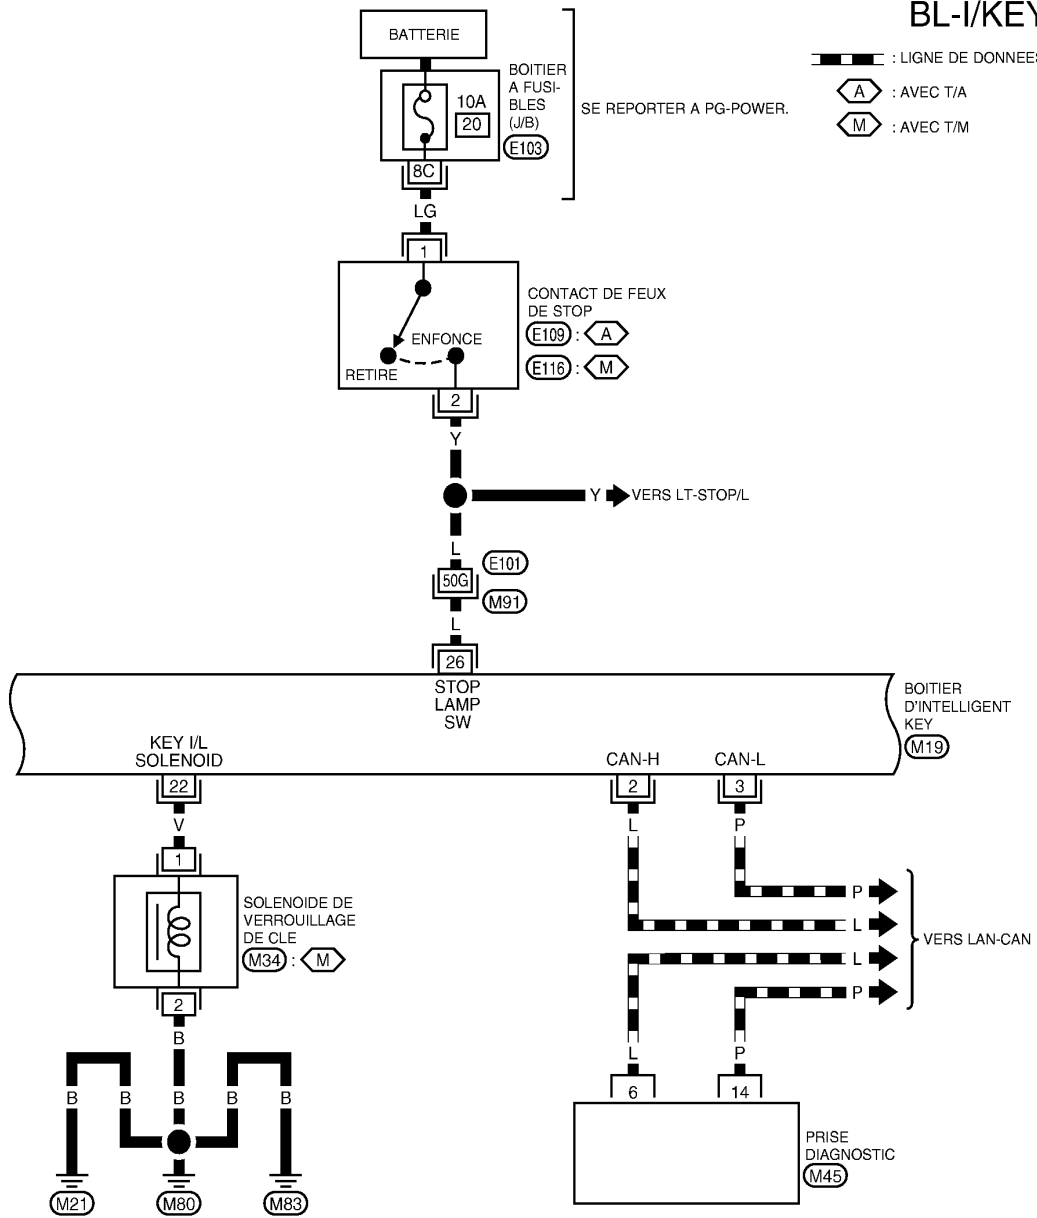 BL-I/KEY
: LIGNE DE DONNEES
A : AVEC T/A
M : AVEC T/M
BATTERIE
BOITIER
A FUSI-
BLES
(J/B)
E103
10A
20
SE REPORTER A PG-POWER.
8C
LG
1
CONTACT DE FEUX
DE STOP
E109 : A
E116 : M
ENFONCE
RETIRE
2
Y
Y VERS LT-STOP/L
L
E101
50G
M91
L
26
STOP
LAMP
SW
BOITIER
D'INTELLIGENT
KEY
M19
KEY I/L
SOLENOID
CAN-H
CAN-L
22
2
3
V
L
P
1
SOLENOIDE DE
VERROUILLAGE
DE CLE
M34 : M
P
L
L
P
VERS LAN-CAN
2
B
B
B
B
B
B
L
P
6
14
PRISE
DIAGNOSTIC
M45
M21
M80
M83